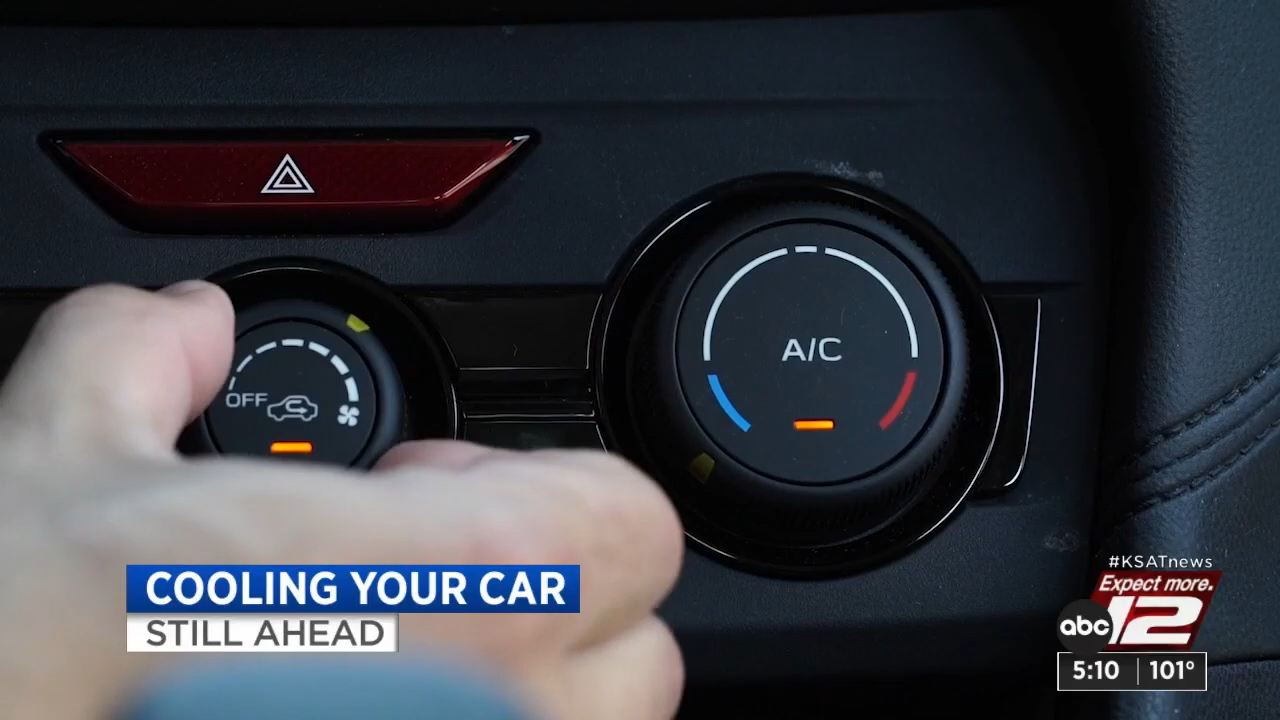 A/C
OFF
COOLING YOUR CAR
STILL AHEAD
#KSATnews
Expect more.
abc 12
5:10 101°